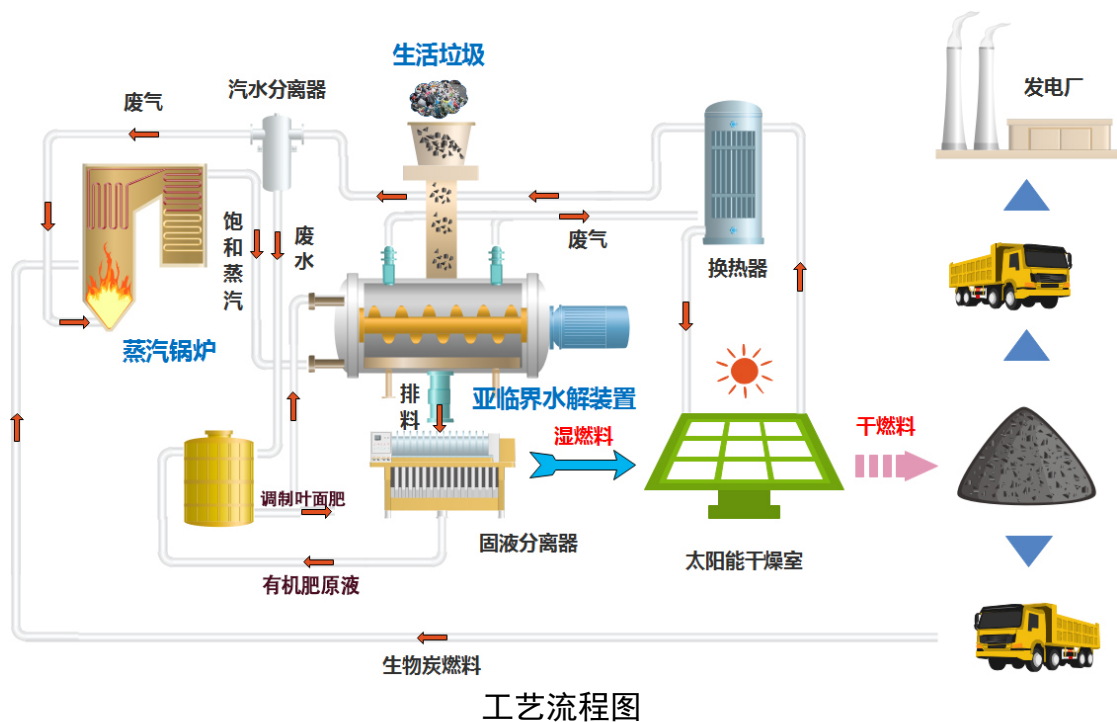 生活垃圾
汽水分离器
废气
发电厂
饱和蒸汽
废水
废气
换热器
蒸汽锅炉
排料
亚临界水解装置
湿燃料
干燃料
调制叶面肥
固液分离器
太阳能干燥室
有机肥原液
生物炭燃料
工艺流程图